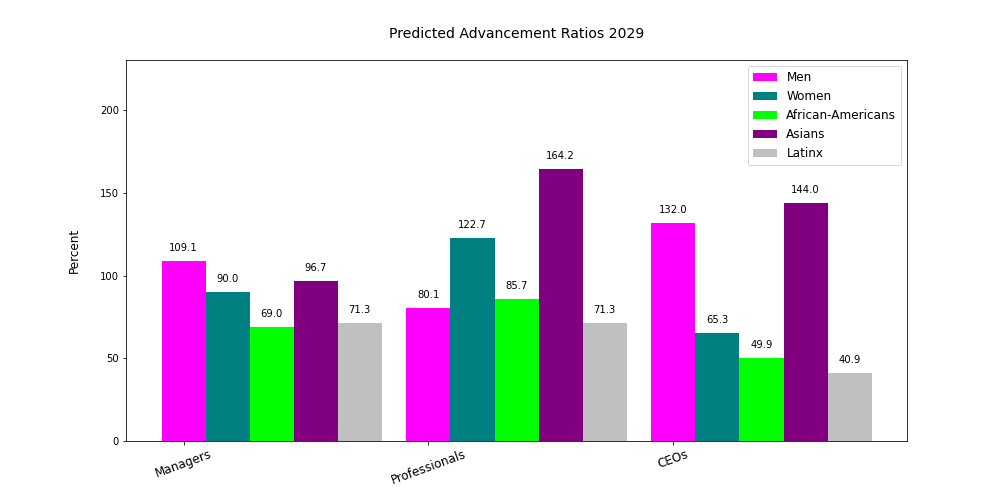 Predicted Advancement Ratios 2029
Men
Women
African-Americans
Asians
Latinx
Percent
200
150
100
50
0
109.1
90.0
69.0
96.7
71.3
80.1
122.7
85.7
164.2
71.3
132.0
65.3
49.9
144.0
40.9
Managers
Professionals
CEOs